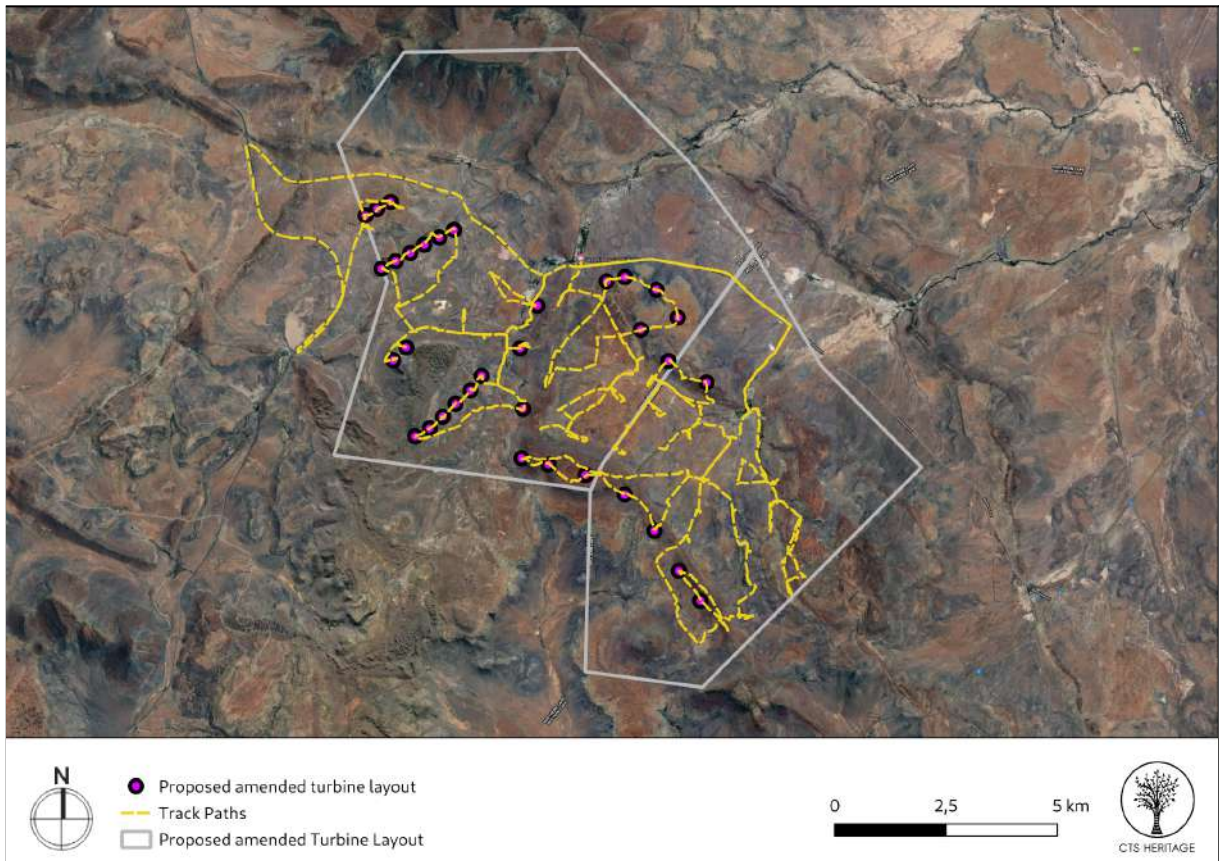 N
Proposed amended turbine layout
Track Paths
Proposed amended Turbine Layout
0 2,5 5 km
CTS HERITAGE